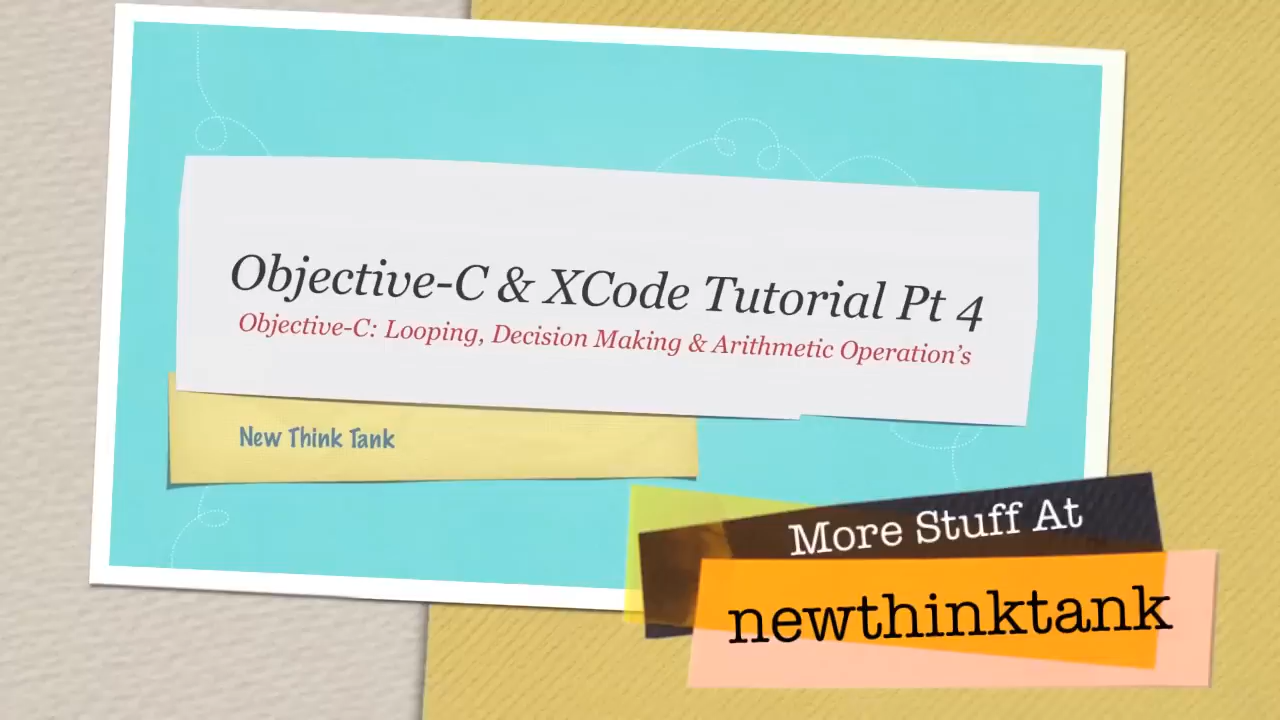 Objective-C & XCode Tutorial Pt 4
Objective-C: Looping, Decision Making & Arithmetic Operation's
New Think Tank
More Stuff At
newthinktank